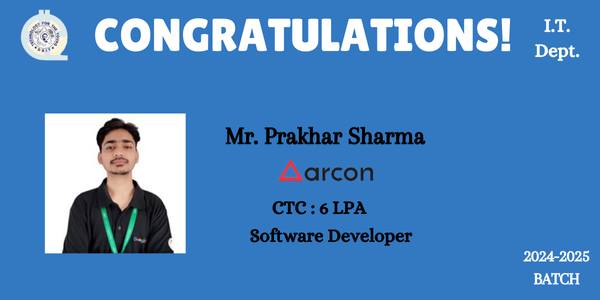 CONGRATULATIONS!
I.T.
Dept.
Mr. Prakhar Sharma
arcon
CTC : 6 LPA
Software Developer
2024-2025
BATCH